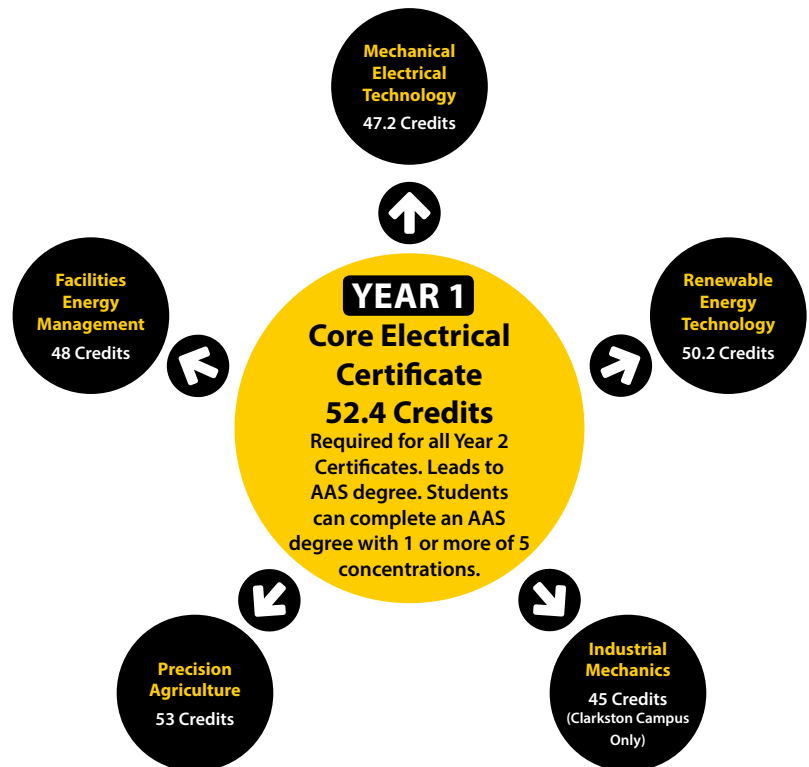 Mechanical
Electrical
Technology
47.2 Credits
Facilities
Energy
Management
48 Credits
YEAR 1
Core Electrical
Certificate
52.4 Credits
Required for all Year 2
Certificates. Leads to
AAS degree. Students
can complete an AAS
degree with 1 or more of 5
concentrations.
Renewable
Energy
Technology
50.2 Credits
Precision
Agriculture
53 Credits
Industrial
Mechanics
45 Credits
(Clarkston Campus
Only)